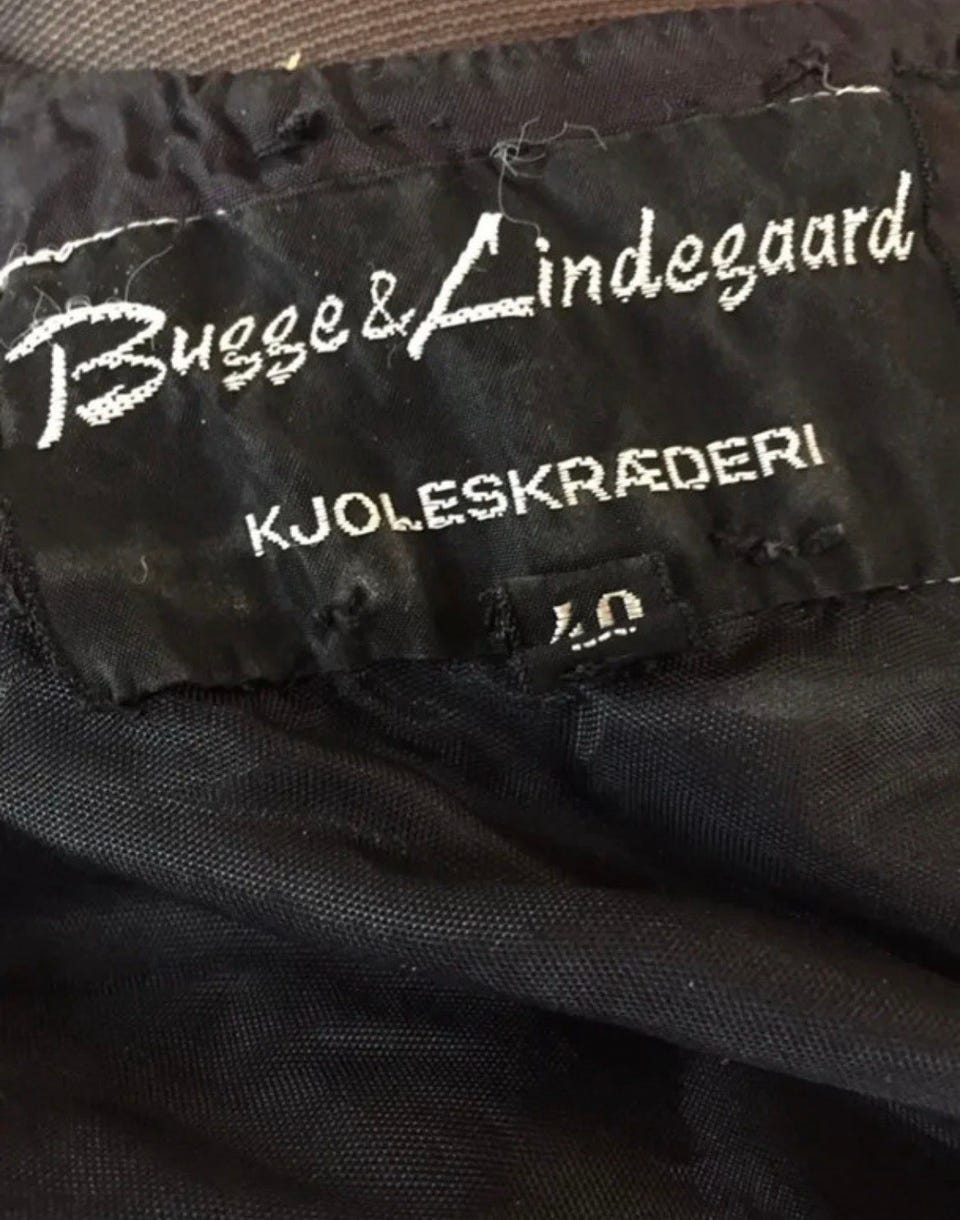 Bugge & Lindegaard
KJOLESKRÆDERI
40